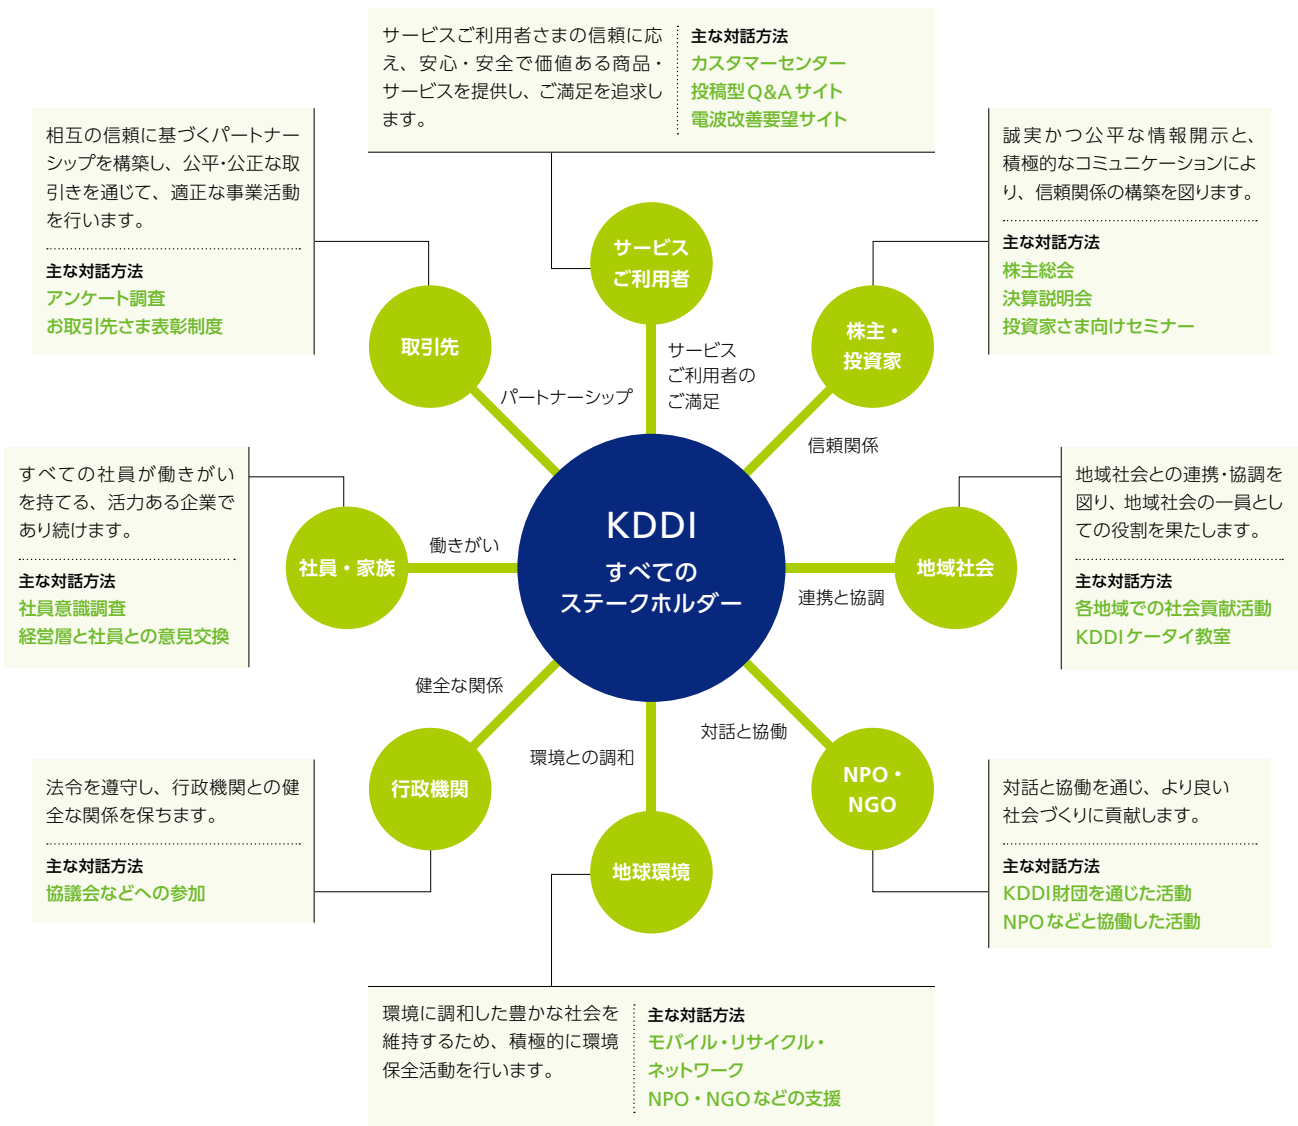 サービスご利用者さまの信頼に応
え、安心・安全で価値ある商品・
サービスを提供し、ご満足を追求し
ます。
主な対話方法
カスタマーセンター
投稿型Q&Aサイト
電波改善要望サイト
相互の信頼に基づくパートナー
シップを構築し、公平・公正な取
引きを通じて、適正な事業活動
を行います。
主な対話方法
アンケート調査
お取引先さま表彰制度
誠実かつ公平な情報開示と、
積極的なコミュニケーションによ
り、信頼関係の構築を図ります。
主な対話方法
株主総会
決算説明会
投資家さま向けセミナー
サービス
ご利用者
取引先
株主・
投資家
パートナーシップ
サービス
ご利用者の
ご満足
信頼関係
すべての社員が働きがい
を持てる、活力ある企業で
あり続けます。
主な対話方法
社員意識調査
経営層と社員との意見交換
社員・家族
働きがい
KDDI
すべての
ステークホルダー
連携と協調
地域社会
地域社会との連携・協調を
図り、地域社会の一員とし
ての役割を果たします。
主な対話方法
各地域での社会貢献活動
KDDIケータイ教室
健全な関係
環境との調和
対話と協働
行政機関
地球環境
NPO・
NGO
法令を遵守し、行政機関との健
全な関係を保ちます。
主な対話方法
協議会などへの参加
対話と協働を通じ、より良い
社会づくりに貢献します。
主な対話方法
KDDI財団を通じた活動
NPOなどと協働した活動
環境に調和した豊かな社会を
維持するため、積極的に環境
保全活動を行います。
主な対話方法
モバイル・リサイクル・
ネットワーク
NPO・NGOなどの支援